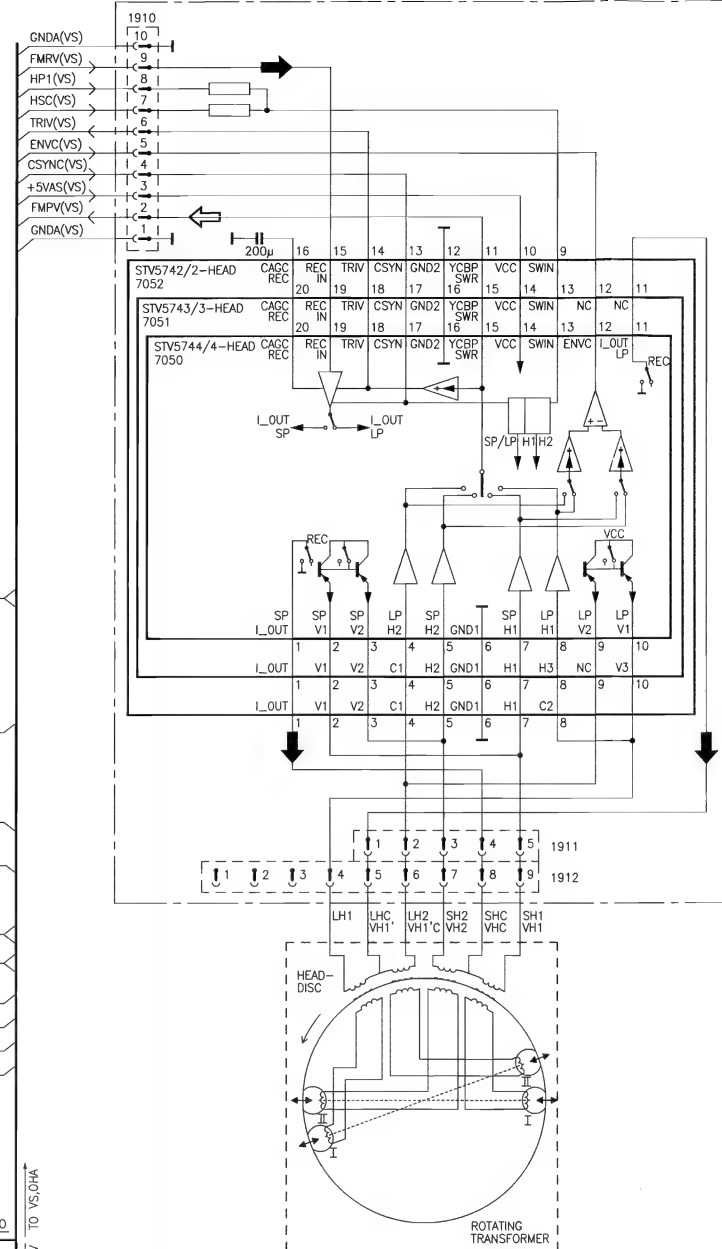 1910
GNDA(VS) 10
FMRV(VS) 9
HP1(VS) 8
HSC(VS) 7
TRIV(VS) 6
ENVC(VS) 5
CSYNC(VS) 4
+5VAS(VS) 3
FMPV(VS) 2
GNDA(VS) 1
200µ
16 15 14 13 12 11 10 9
STV5742/2-HEAD CAGC REC TRIV CSYN GND2 YCBP VCC SWIN
7052 REC IN SWR
20 19 18 17 16 15 14 13 12 11
STV5743/3-HEAD CAGC REC TRIV CSYN GND2 YCBP VCC SWIN NC NC
7051 REC IN SWR
20 19 18 17 16 15 14 13 12 11
STV5744/4-HEAD CAGC REC TRIV CSYN GND2 YCBP VCC SWIN ENVC I_OUT
7050 REC IN SWR LP
REC
I_OUT I_OUT
SP LP
SP/LP H1 H2
+ -
REC VCC
SP SP SP LP SP SP LP LP LP
I_OUT V1 V2 H2 H2 GND1 H1 H1 V2 V1
1 2 3 4 5 6 7 8 9 10
I_OUT V1 V2 C1 H2 GND1 H1 H3 NC V3
1 2 3 4 5 6 7 8 9 10
I_OUT V1 V2 C1 H2 GND1 H1 C2
1 2 3 4 5 6 7 8
1 2 3 4 5 1911
1 2 3 4 5 6 7 8 9 1912
LH1 LHC LH2 SH2 SHC SH1
VH1' VH1'C VH2 VHC VH1
HEAD-
DISC
II
II I
I
ROTATING
TRANSFORMER
TO VS,OHA